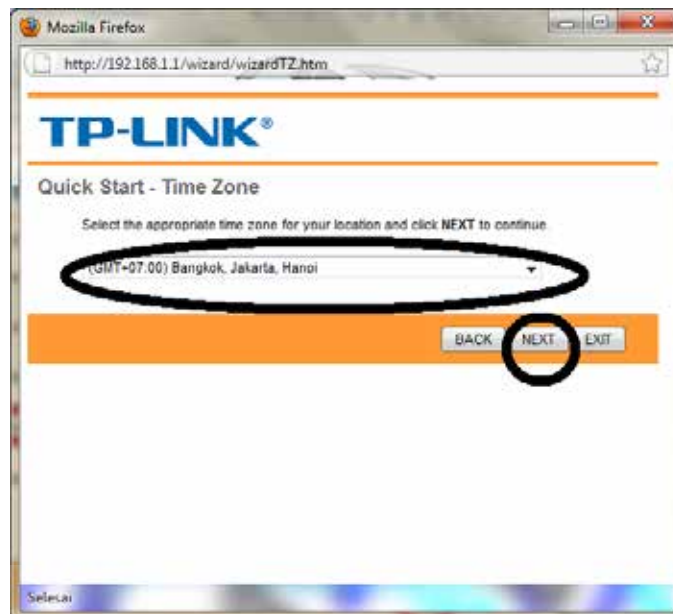 Mozilla Firefox
http://192.168.1.1/wizard/wizardTZ.htm
TP-LINK®
Quick Start - Time Zone
Select the appropriate time zone for your location and click NEXT to continue
(GMT+07:00) Bangkok, Jakarta, Hanoi
BACK NEXT EXIT
Selesai